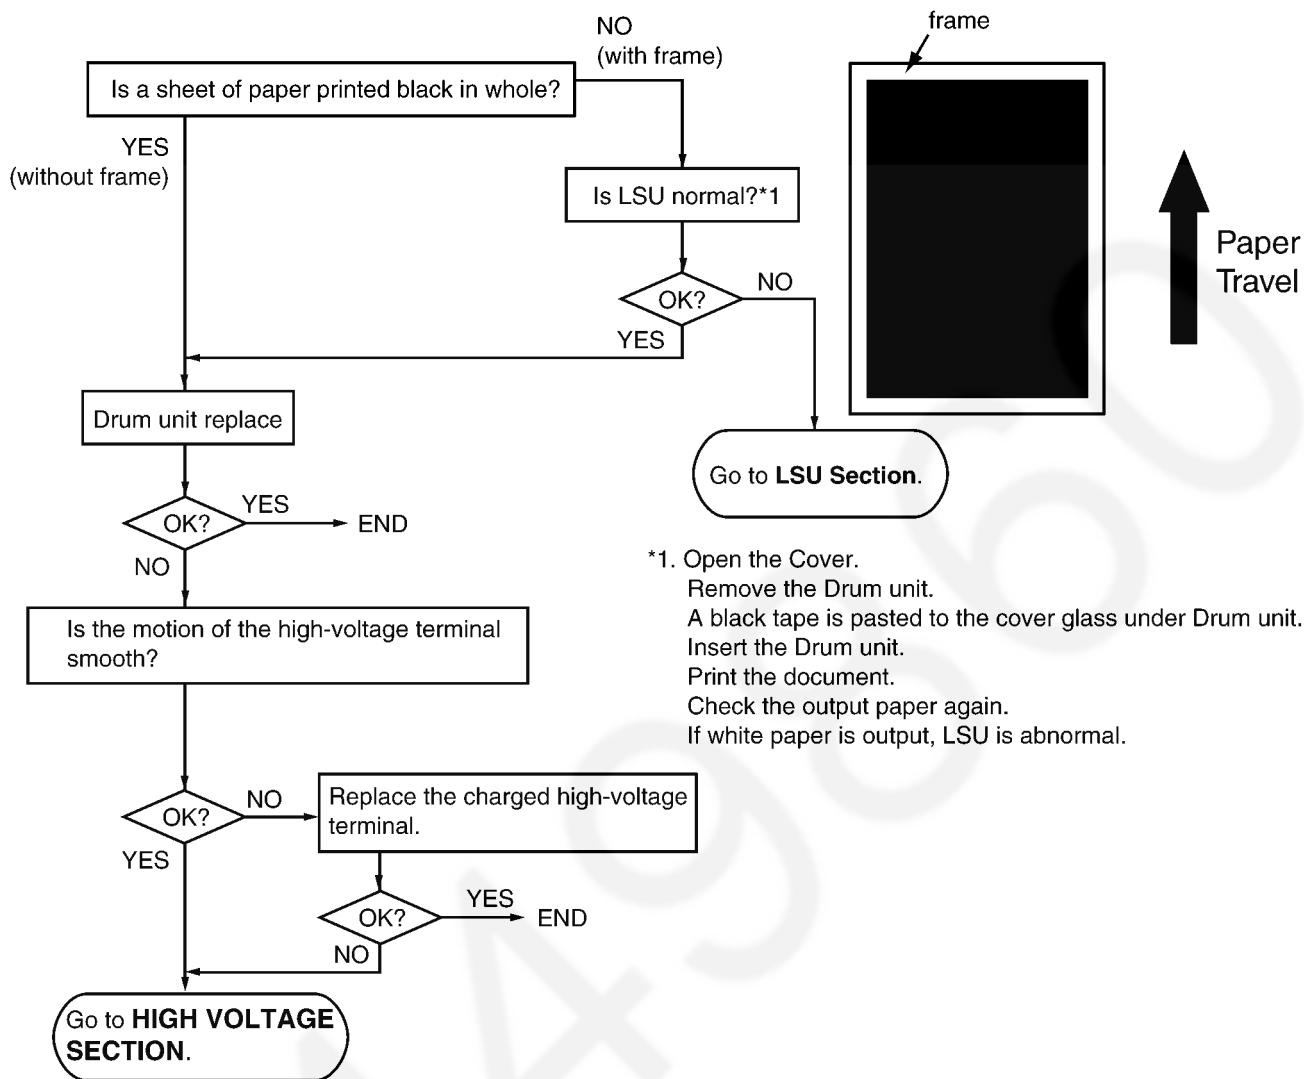 NO
(with frame)
frame
Is a sheet of paper printed black in whole?
YES
(without frame)
Is LSU normal?*1
Paper
Travel
OK?
NO
YES
Drum unit replace
Go to LSU Section.
OK?
YES
END
NO
*1. Open the Cover.
Remove the Drum unit.
A black tape is pasted to the cover glass under Drum unit.
Insert the Drum unit.
Print the document.
Check the output paper again.
If white paper is output, LSU is abnormal.
Is the motion of the high-voltage terminal
smooth?
OK?
NO
YES
Replace the charged high-voltage
terminal.
OK?
YES
END
NO
Go to HIGH VOLTAGE
SECTION.